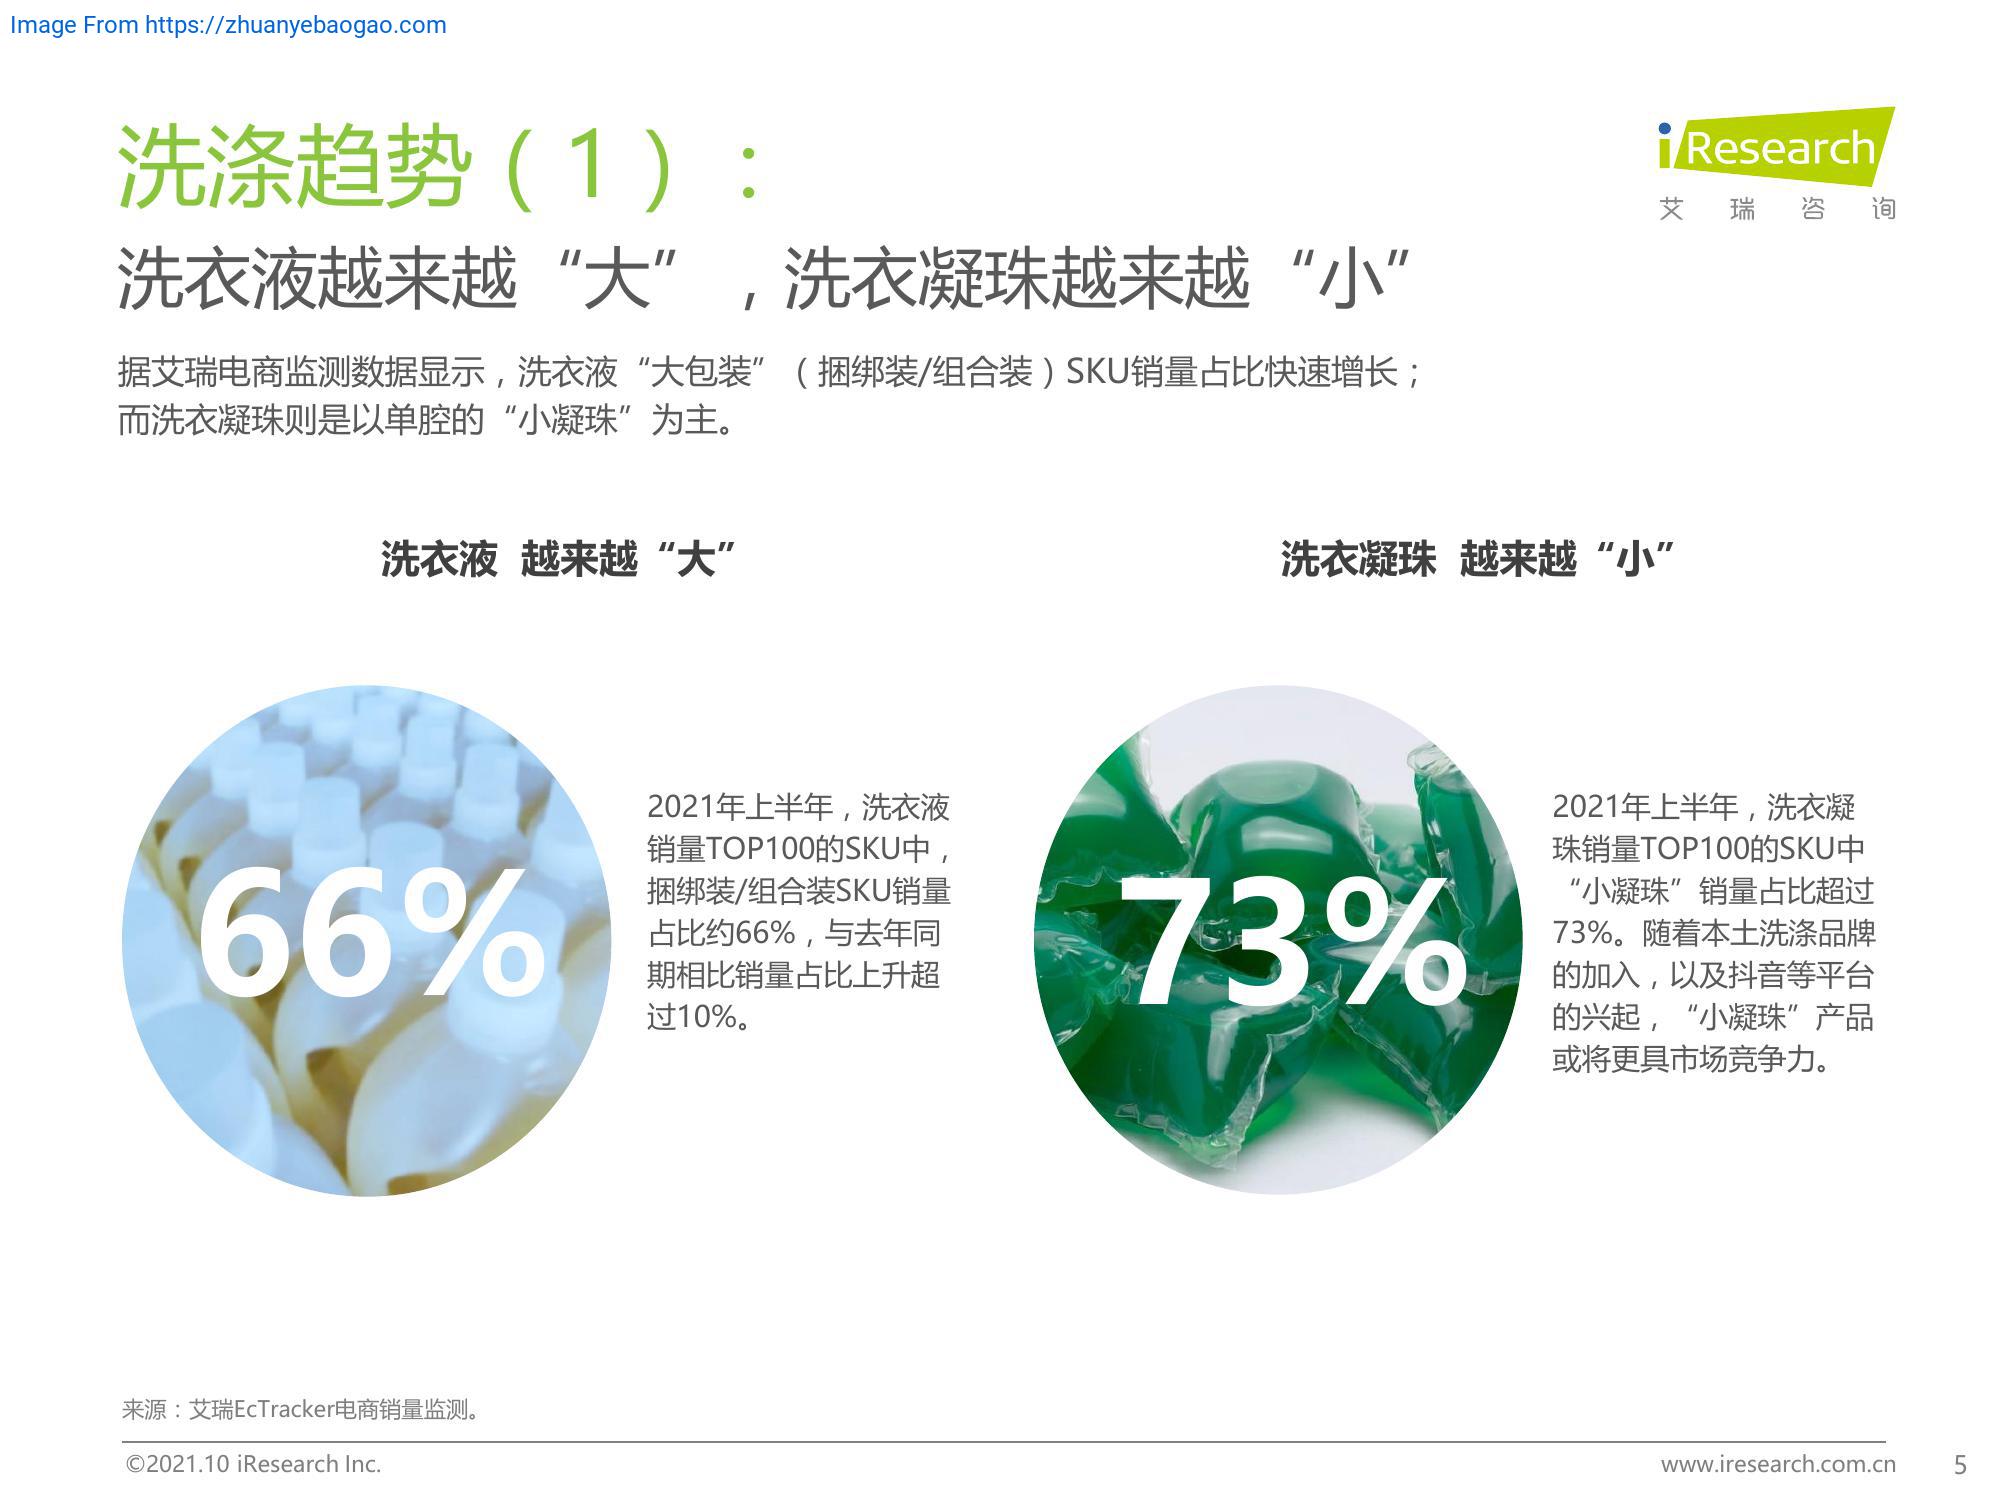 Image From https://zhuanyebaogao.com
洗涤趋势（1）：
iResearch
艾瑞咨询
洗衣液越来越“大”，洗衣凝珠越来越“小”
据艾瑞电商监测数据显示，洗衣液“大包装”（捆绑装/组合装）SKU销量占比快速增长；
而洗衣凝珠则是以单腔的“小凝珠”为主。
洗衣液 越来越“大”
洗衣凝珠 越来越“小”
66%
2021年上半年，洗衣液
销量TOP100的SKU中，
捆绑装/组合装SKU销量
占比约66%，与去年同
期相比销量占比上升超
过10%。
73%
2021年上半年，洗衣凝
珠销量TOP100的SKU中
“小凝珠”销量占比超过
73%。随着本土洗涤品牌
的加入，以及抖音等平台
的兴起，“小凝珠”产品
或将更具市场竞争力。
来源：艾瑞EcTracker电商销量监测。
©2021.10 iResearch Inc.
www.iresearch.com.cn
5